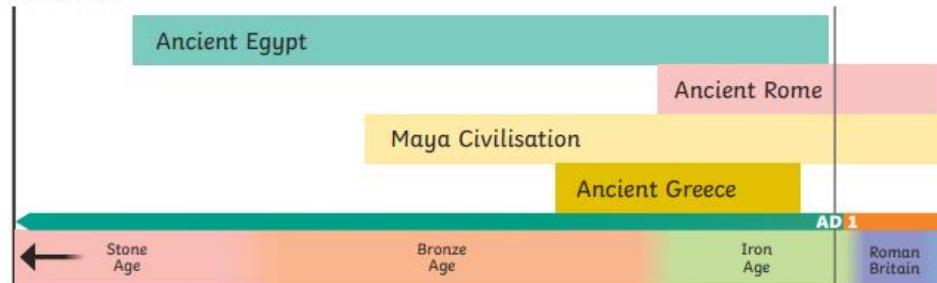 Ancient Egypt
Ancient Rome
Maya Civilisation
Ancient Greece
AD 1
Stone
Age
Bronze
Age
Iron
Age
Roman
Britain